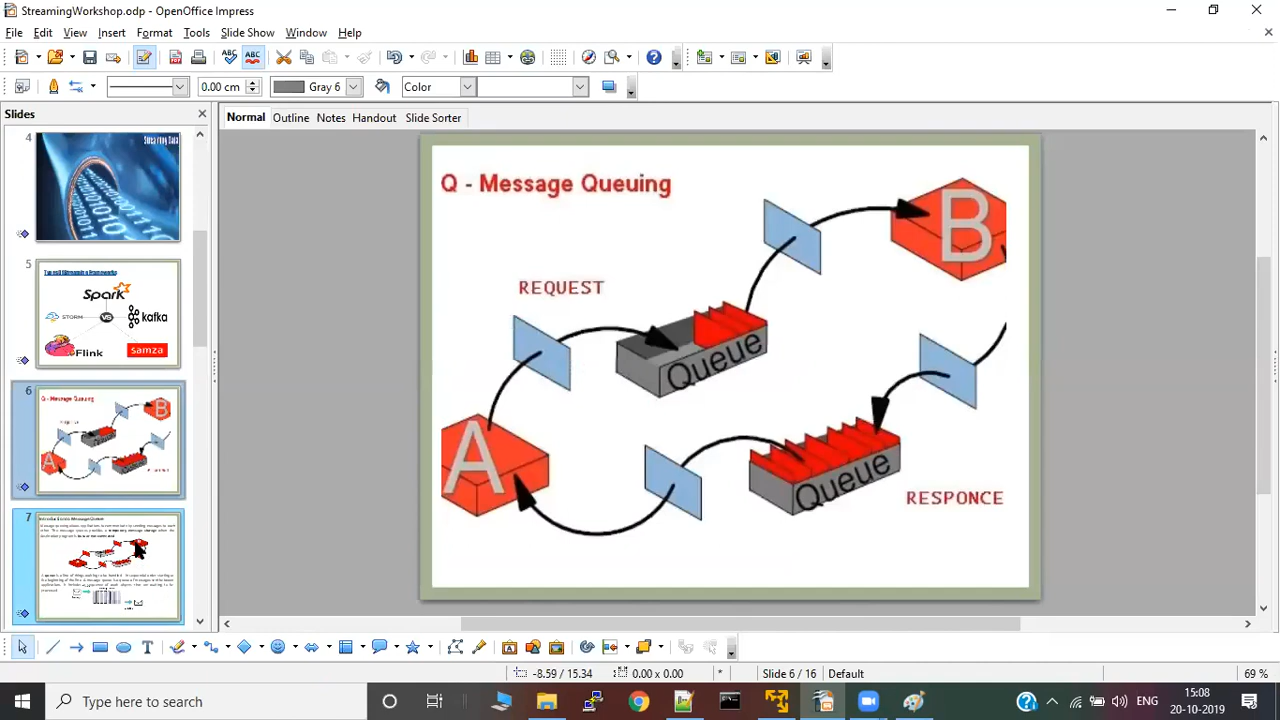 StreamingWorkshop.odp - OpenOffice Impress
File Edit View Insert Format Tools Slide Show Window Help
0.00 cm Gray 6 Color
Slides
Normal Outline Notes Handout Slide Sorter
4
Streaming Data
5
Spark
STORM VS kafka
Flink samza
6
Q - Message Queuing
B
A
7
Q - Message Queuing
B
REQUEST
Queue
A
Queue
RESPONCE
-8.59 / 15.34 0.00 x 0.00 * Slide 6 / 16 Default 69 %
Type here to search
ENG
15:08
20-10-2019